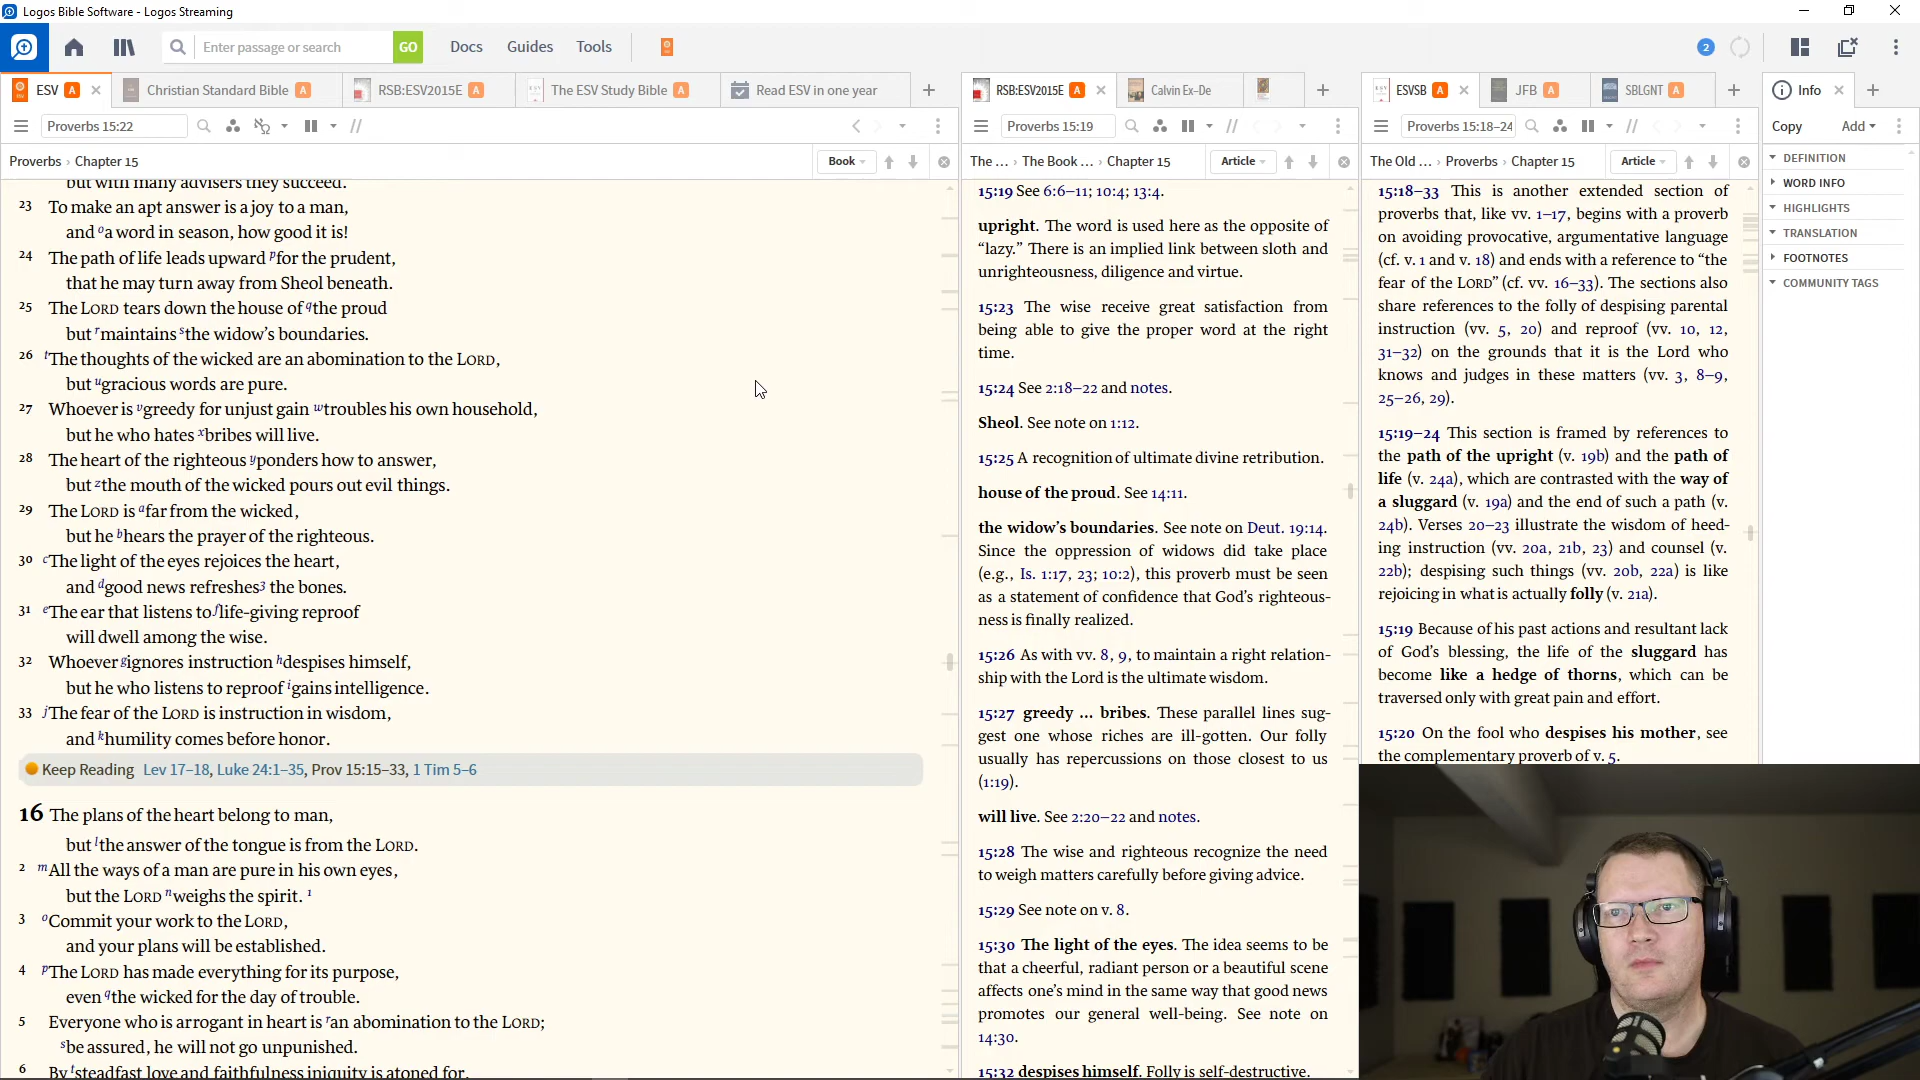 Logos Bible Software - Logos Streaming
Enter passage or search
GO
Docs
Guides
Tools
2
ESV A
Christian Standard Bible A
RSB:ESV2015E A
The ESV Study Bible A
Read ESV in one year
Proverbs 15:22
Proverbs › Chapter 15
Book
but with many advisers they succeed.
23 To make an apt answer is a joy to a man,
and o a word in season, how good it is!
24 The path of life leads upward p for the prudent,
that he may turn away from Sheol beneath.
25 The LORD tears down the house of q the proud
but r maintains s the widow’s boundaries.
26 t The thoughts of the wicked are an abomination to the LORD,
but u gracious words are pure.
27 Whoever is v greedy for unjust gain w troubles his own household,
but he who hates x bribes will live.
28 The heart of the righteous y ponders how to answer,
but z the mouth of the wicked pours out evil things.
29 The LORD is a far from the wicked,
but he b hears the prayer of the righteous.
30 c The light of the eyes rejoices the heart,
and d good news refreshes 3 the bones.
31 e The ear that listens to f life-giving reproof
will dwell among the wise.
32 Whoever g ignores instruction h despises himself,
but he who listens to reproof i gains intelligence.
33 j The fear of the LORD is instruction in wisdom,
and k humility comes before honor.
Keep Reading Lev 17–18, Luke 24:1–35, Prov 15:15–33, 1 Tim 5–6
16 The plans of the heart belong to man,
but l the answer of the tongue is from the LORD.
2 m All the ways of a man are pure in his own eyes,
but the LORD n weighs the spirit. 1
3 o Commit your work to the LORD,
and your plans will be established.
4 p The LORD has made everything for its purpose,
even q the wicked for the day of trouble.
5 Everyone who is arrogant in heart is r an abomination to the LORD;
s be assured, he will not go unpunished.
6 By t steadfast love and faithfulness iniquity is atoned for,
RSB:ESV2015E A
Calvin Ex–De
Proverbs 15:19
The ... › The Book ... › Chapter 15
Article
15:19 See 6:6–11; 10:4; 13:4.
upright. The word is used here as the opposite of
“lazy.” There is an implied link between sloth and
unrighteousness, diligence and virtue.
15:23 The wise receive great satisfaction from
being able to give the proper word at the right
time.
15:24 See 2:18–22 and notes.
Sheol. See note on 1:12.
15:25 A recognition of ultimate divine retribution.
house of the proud. See 14:11.
the widow’s boundaries. See note on Deut. 19:14.
Since the oppression of widows did take place
(e.g., Is. 1:17, 23; 10:2), this proverb must be seen
as a statement of confidence that God’s righteous-
ness is finally realized.
15:26 As with vv. 8, 9, to maintain a right relation-
ship with the Lord is the ultimate wisdom.
15:27 greedy ... bribes. These parallel lines sug-
gest one whose riches are ill-gotten. Our folly
usually has repercussions on those closest to us
(1:19).
will live. See 2:20–22 and notes.
15:28 The wise and righteous recognize the need
to weigh matters carefully before giving advice.
15:29 See note on v. 8.
15:30 The light of the eyes. The idea seems to be
that a cheerful, radiant person or a beautiful scene
affects one’s mind in the same way that good news
promotes our general well-being. See note on
14:30.
15:32 despises himself. Folly is self-destructive.
ESVSB A
JFB A
SBLGNT A
Proverbs 15:18–24
The Old ... › Proverbs › Chapter 15
Article
15:18–33 This is another extended section of
proverbs that, like vv. 1–17, begins with a proverb
on avoiding provocative, argumentative language
(cf. v. 1 and v. 18) and ends with a reference to “the
fear of the LORD” (cf. vv. 16–33). The sections also
share references to the folly of despising parental
instruction (vv. 5, 20) and reproof (vv. 10, 12,
31–32) on the grounds that it is the Lord who
knows and judges in these matters (vv. 3, 8–9,
25–26, 29).
15:19–24 This section is framed by references to
the path of the upright (v. 19b) and the path of
life (v. 24a), which are contrasted with the way of
a sluggard (v. 19a) and the end of such a path (v.
24b). Verses 20–23 illustrate the wisdom of heed-
ing instruction (vv. 20a, 21b, 23) and counsel (v.
22b); despising such things (vv. 20b, 22a) is like
rejoicing in what is actually folly (v. 21a).
15:19 Because of his past actions and resultant lack
of God’s blessing, the life of the sluggard has
become like a hedge of thorns, which can be
traversed only with great pain and effort.
15:20 On the fool who despises his mother, see
the complementary proverb of v. 5.
Info
Copy
Add
DEFINITION
WORD INFO
HIGHLIGHTS
TRANSLATION
FOOTNOTES
COMMUNITY TAGS